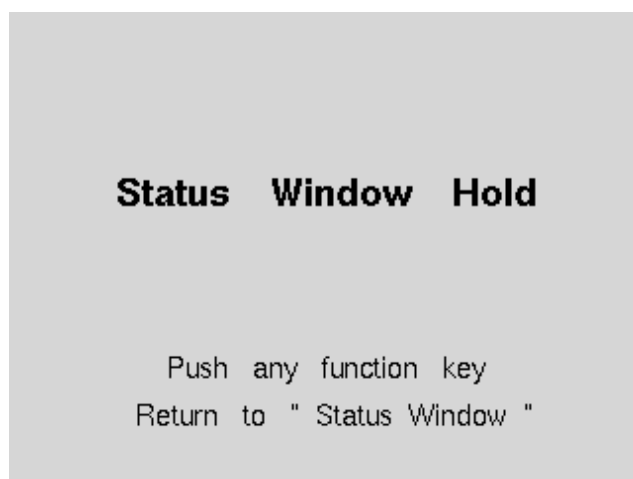 Status Window Hold
Push any function key
Return to " Status Window "